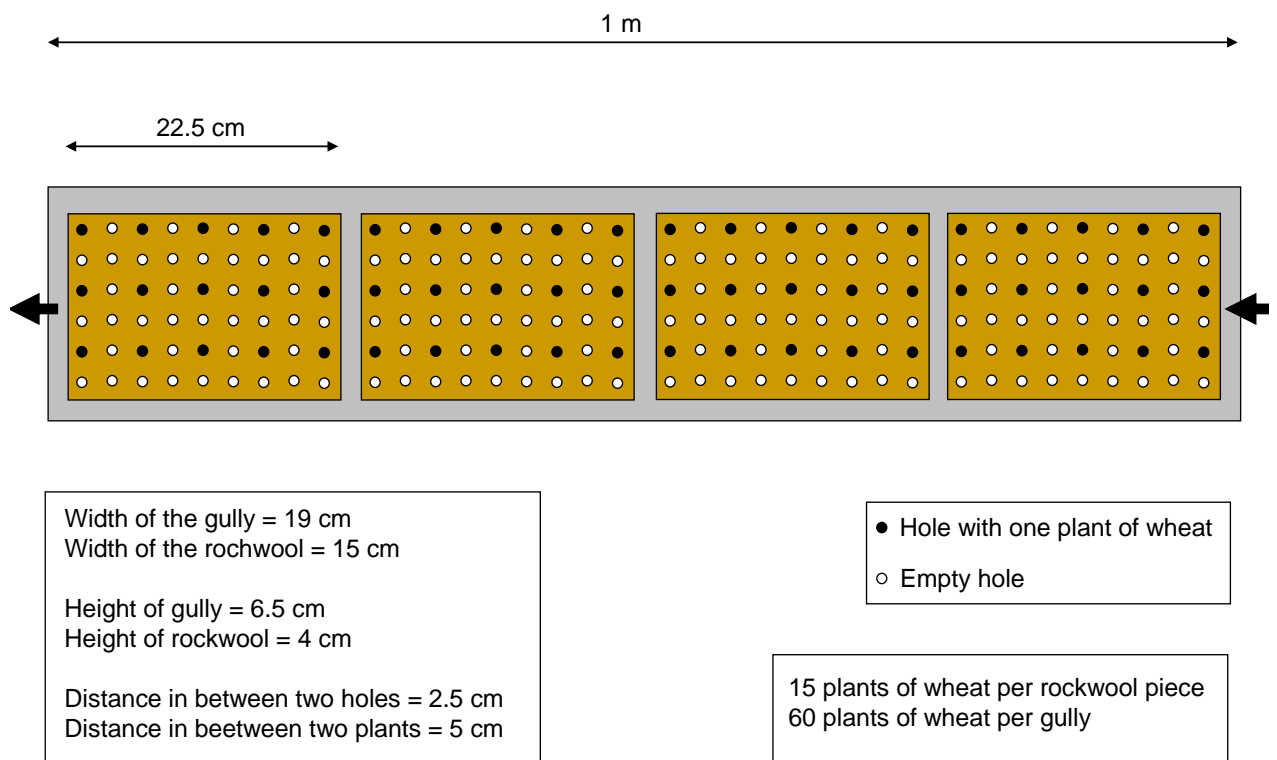 1 m
22.5 cm
Width of the gully = 19 cm
Width of the rochwool = 15 cm
Height of gully = 6.5 cm
Height of rockwool = 4 cm
Distance in between two holes = 2.5 cm
Distance in beetween two plants = 5 cm
Hole with one plant of wheat
Empty hole
15 plants of wheat per rockwool piece
60 plants of wheat per gully